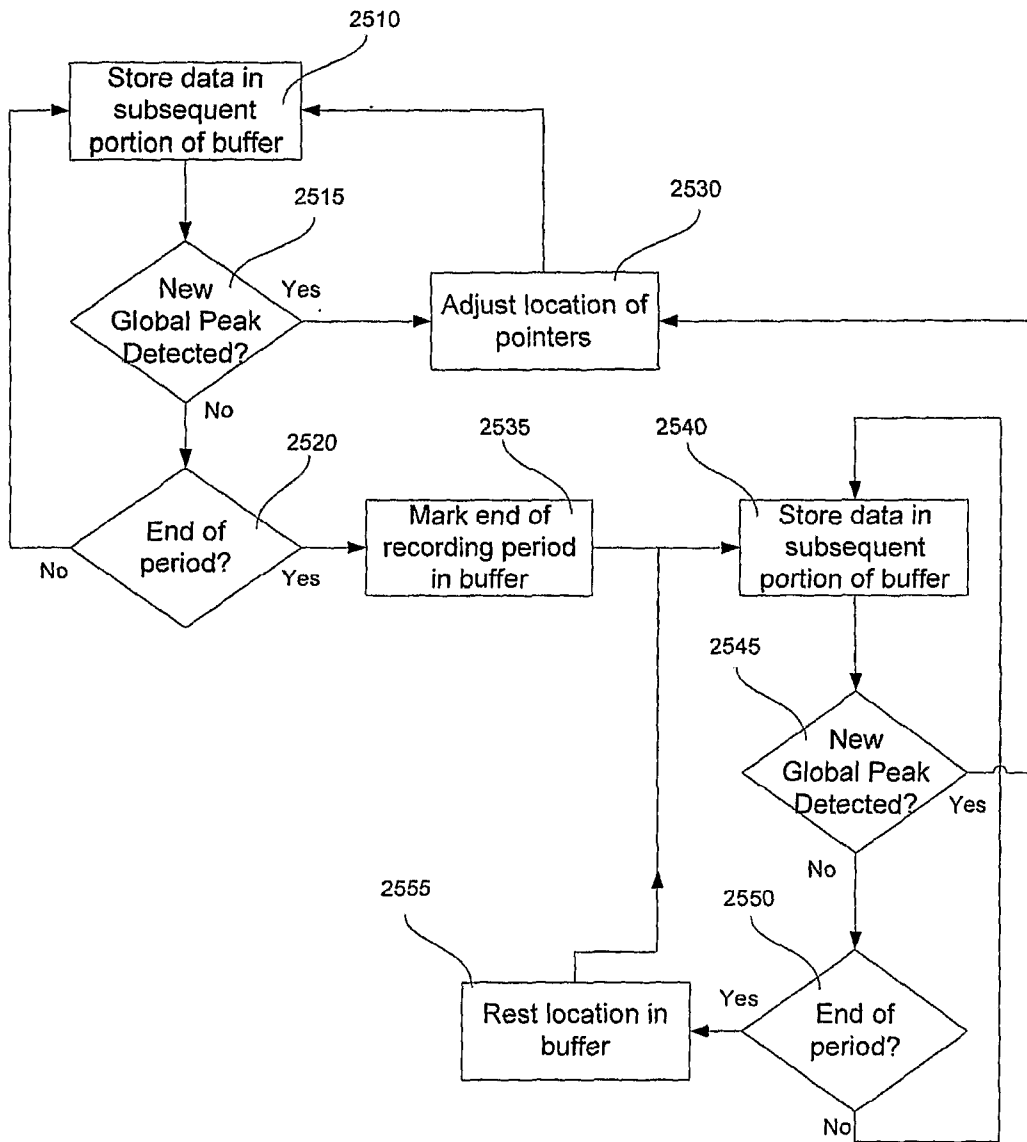 2510
Store data in
subsequent
portion of buffer
2515
New
Global Peak
Detected?
Yes
No
2530
Adjust location of
pointers
2520
End of
period?
No
Yes
2535
Mark end of
recording period
in buffer
2540
Store data in
subsequent
portion of buffer
2545
New
Global Peak
Detected?
Yes
No
2550
End of
period?
Yes
No
2555
Rest location in
buffer